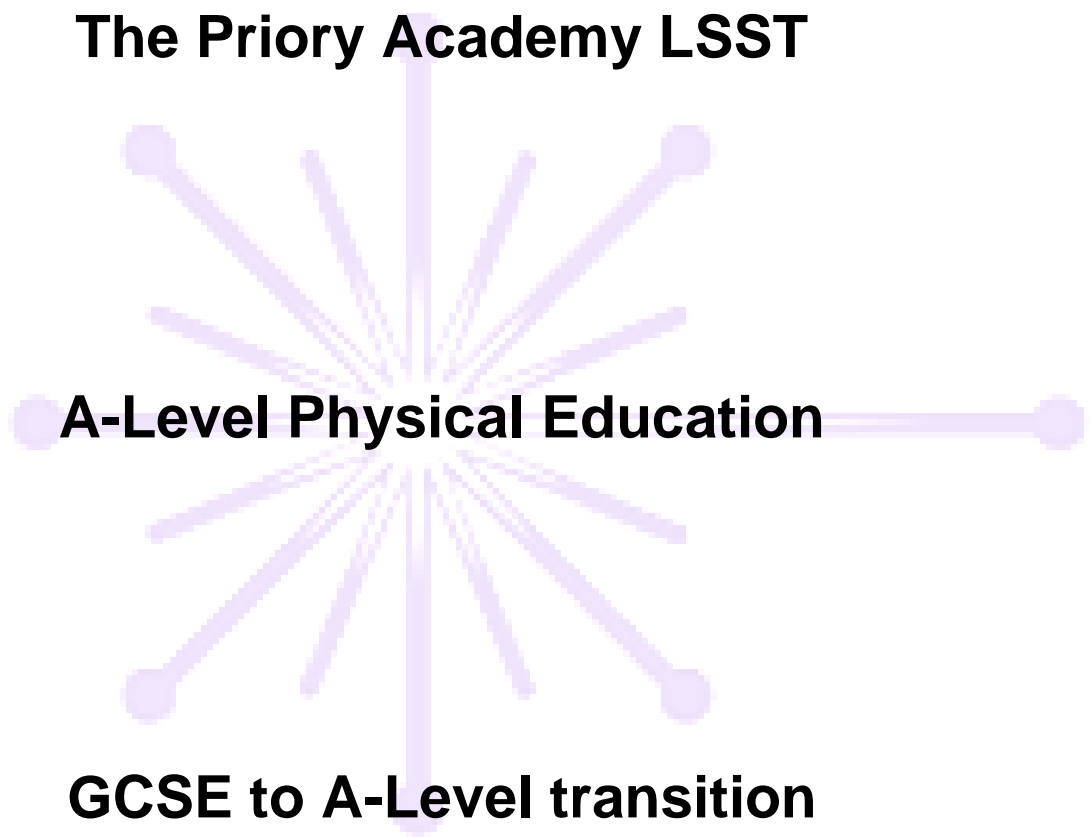 The Priory Academy LSST
A-Level Physical Education
GCSE to A-Level transition